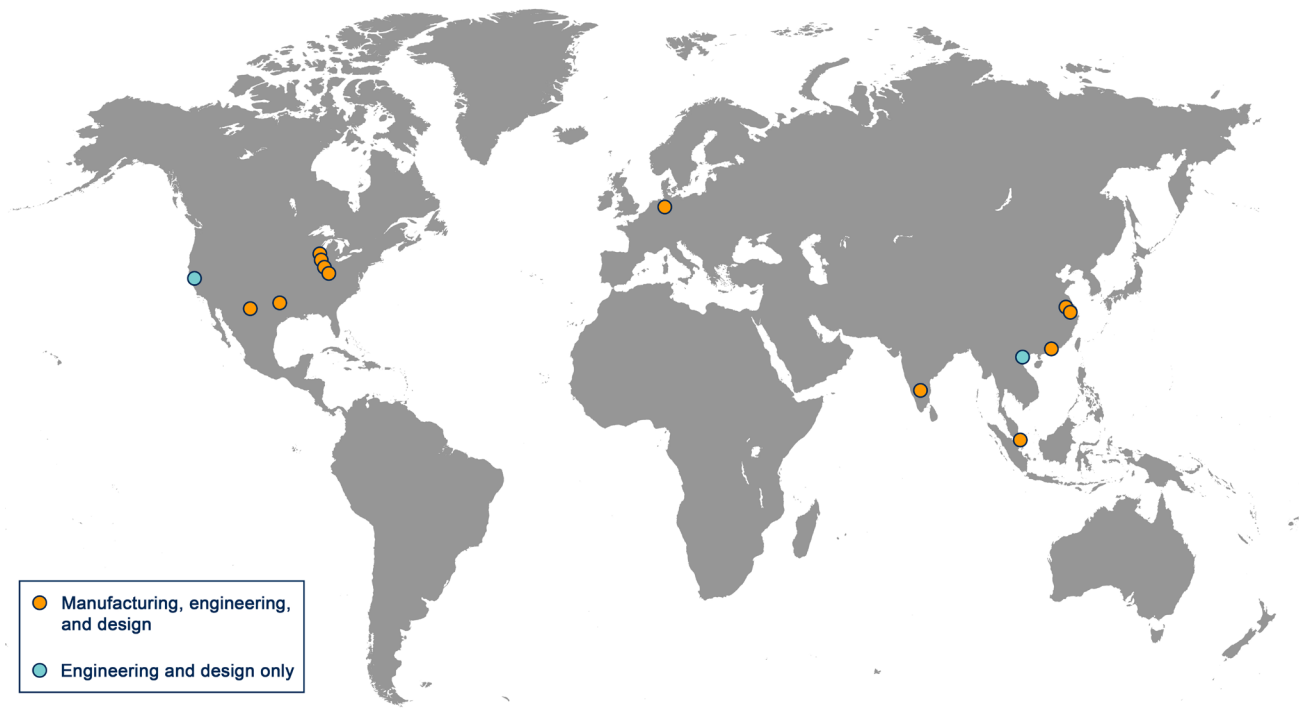 Manufacturing, engineering,
and design
Engineering and design only